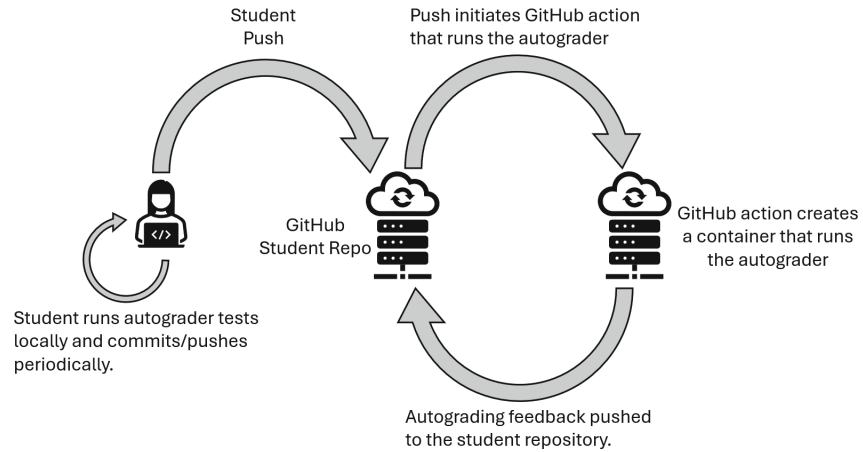 Student
Push
Push initiates GitHub action
that runs the autograder
</>
GitHub
Student Repo
GitHub action creates
a container that runs
the autograder
Student runs autograder tests
locally and commits/pushes
periodically.
Autograding feedback pushed
to the student repository.